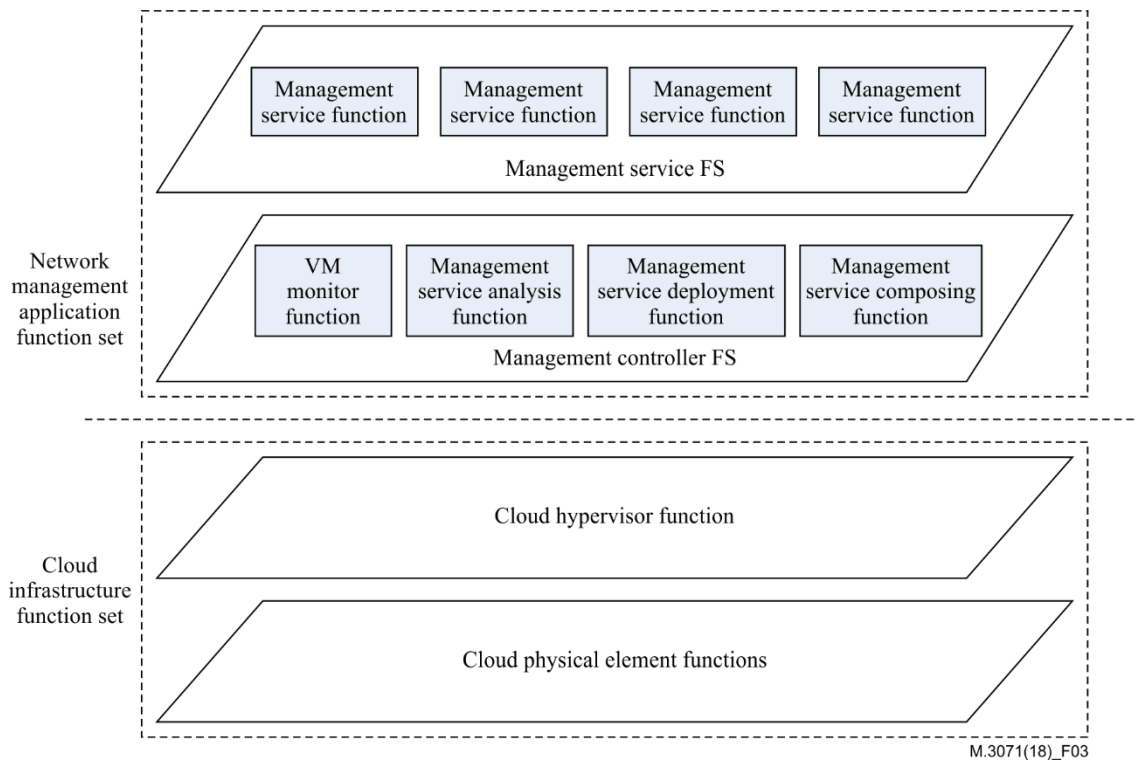 Management
service function
Management
service function
Management
service function
Management
service function
Management service FS
Network
management
application
function set
VM
monitor
function
Management
service analysis
function
Management
service deployment
function
Management
service composing
function
Management controller FS
Cloud
infrastructure
function set
Cloud hypervisor function
Cloud physical element functions
M.3071(18)_F03